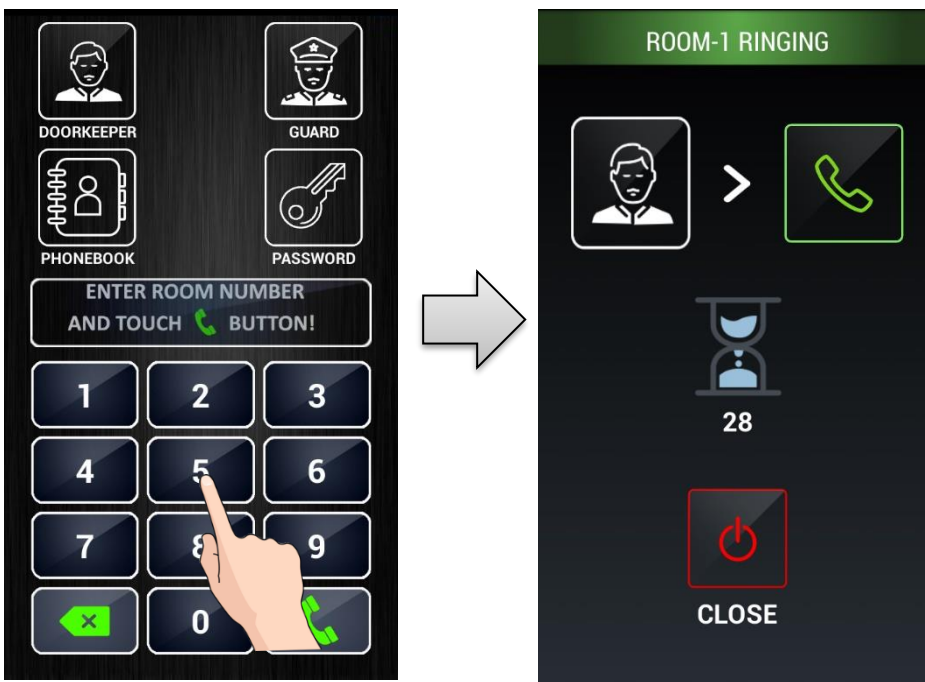 DOORKEEPER
GUARD
PHONEBOOK
PASSWORD
ENTER ROOM NUMBER
AND TOUCH BUTTON!
1 2 3
4 5 6
7 8 9
0
ROOM-1 RINGING
>
28
CLOSE